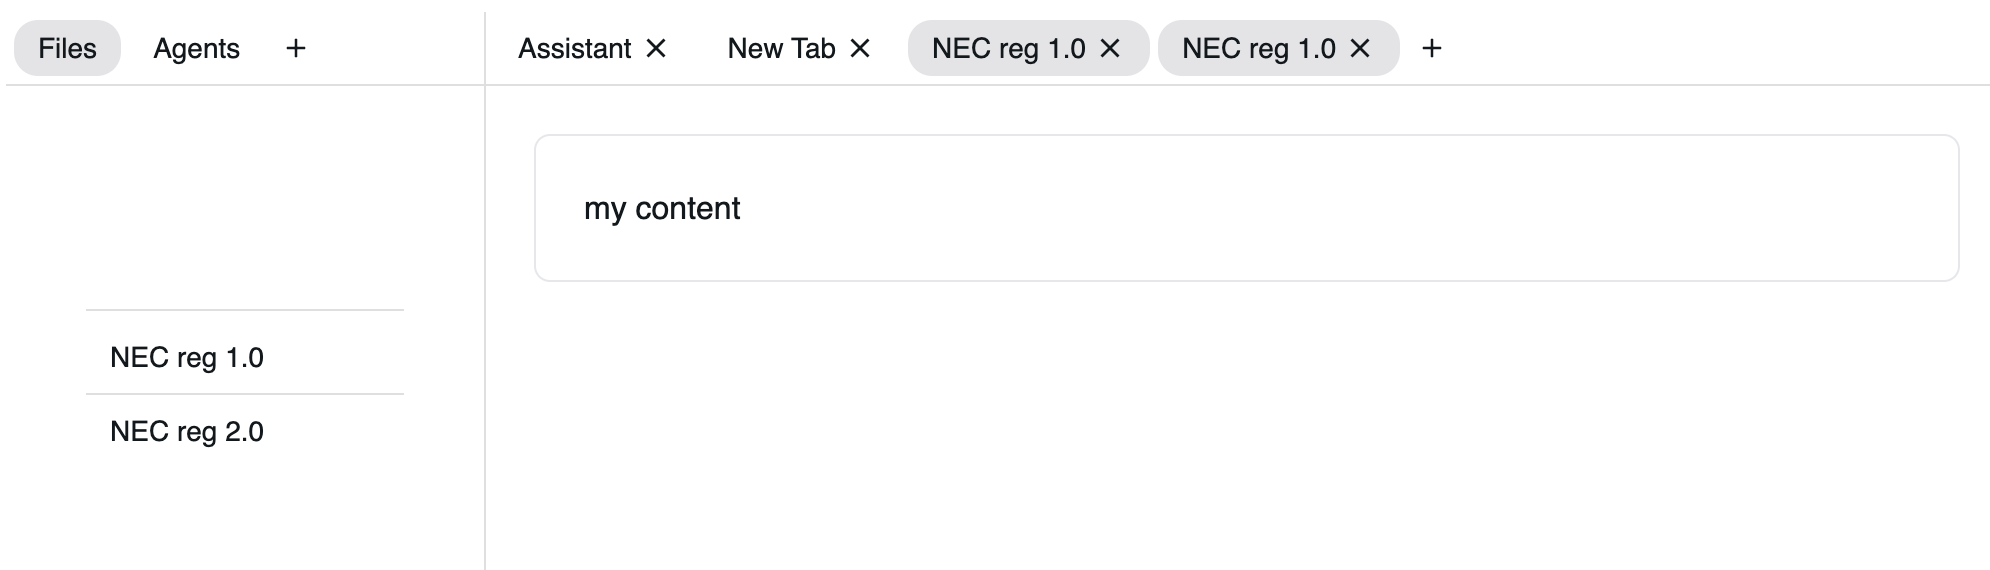 Files Agents +
Assistant × New Tab × NEC reg 1.0 × NEC reg 1.0 × +
my content
NEC reg 1.0
NEC reg 2.0